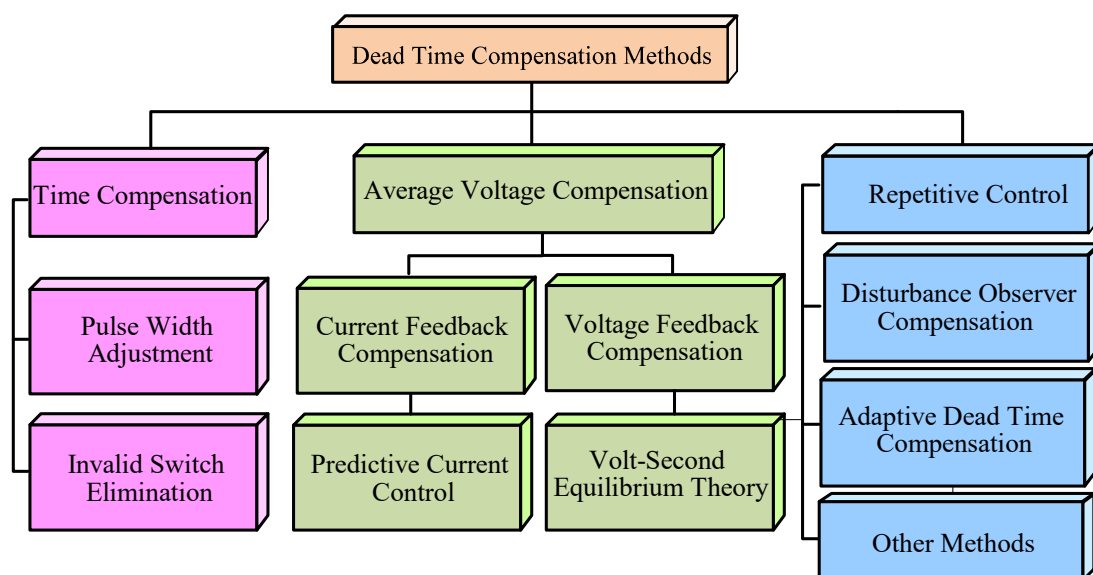 Dead Time Compensation Methods
Time Compensation
Pulse Width
Adjustment
Invalid Switch
Elimination
Average Voltage Compensation
Current Feedback
Compensation
Predictive Current
Control
Voltage Feedback
Compensation
Volt-Second
Equilibrium Theory
Repetitive Control
Disturbance Observer
Compensation
Adaptive Dead Time
Compensation
Other Methods